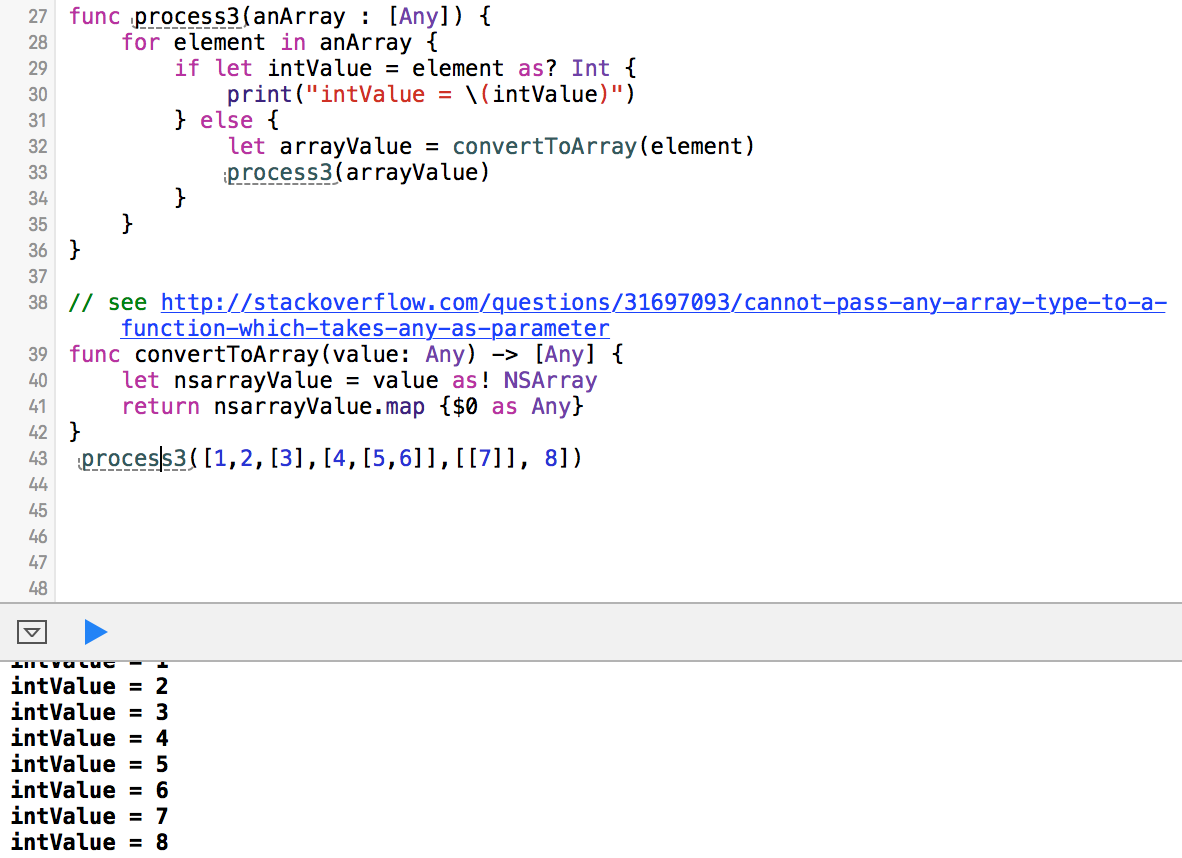 27 func process3(anArray : [Any]) {
28     for element in anArray {
29         if let intValue = element as? Int {
30             print("intValue = \(intValue)")
31         } else {
32             let arrayValue = convertToArray(element)
33             process3(arrayValue)
34         }
35     }
36 }
37
38 // see http://stackoverflow.com/questions/31697093/cannot-pass-any-array-type-to-a-
function-which-takes-any-as-parameter
39 func convertToArray(value: Any) -> [Any] {
40     let nsarrayValue = value as! NSArray
41     return nsarrayValue.map {$0 as Any}
42 }
43 process3([1,2,[3],[4,[5,6]],[[7]], 8])
44
45
46
47
48
intValue = 1
intValue = 2
intValue = 3
intValue = 4
intValue = 5
intValue = 6
intValue = 7
intValue = 8